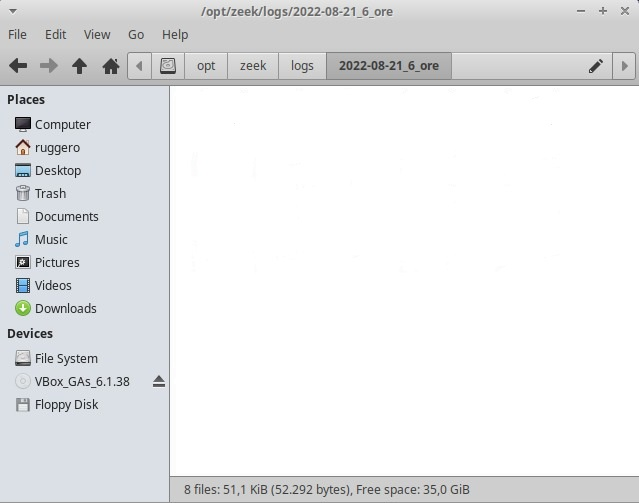 /opt/zeek/logs/2022-08-21_6_ore
File Edit View Go Help
opt zeek logs 2022-08-21_6_ore
Places
Computer
ruggero
Desktop
Trash
Documents
Music
Pictures
Videos
Downloads
Devices
File System
VBox_GAs_6.1.38
Floppy Disk
8 files: 51,1 KiB (52.292 bytes), Free space: 35,0 GiB